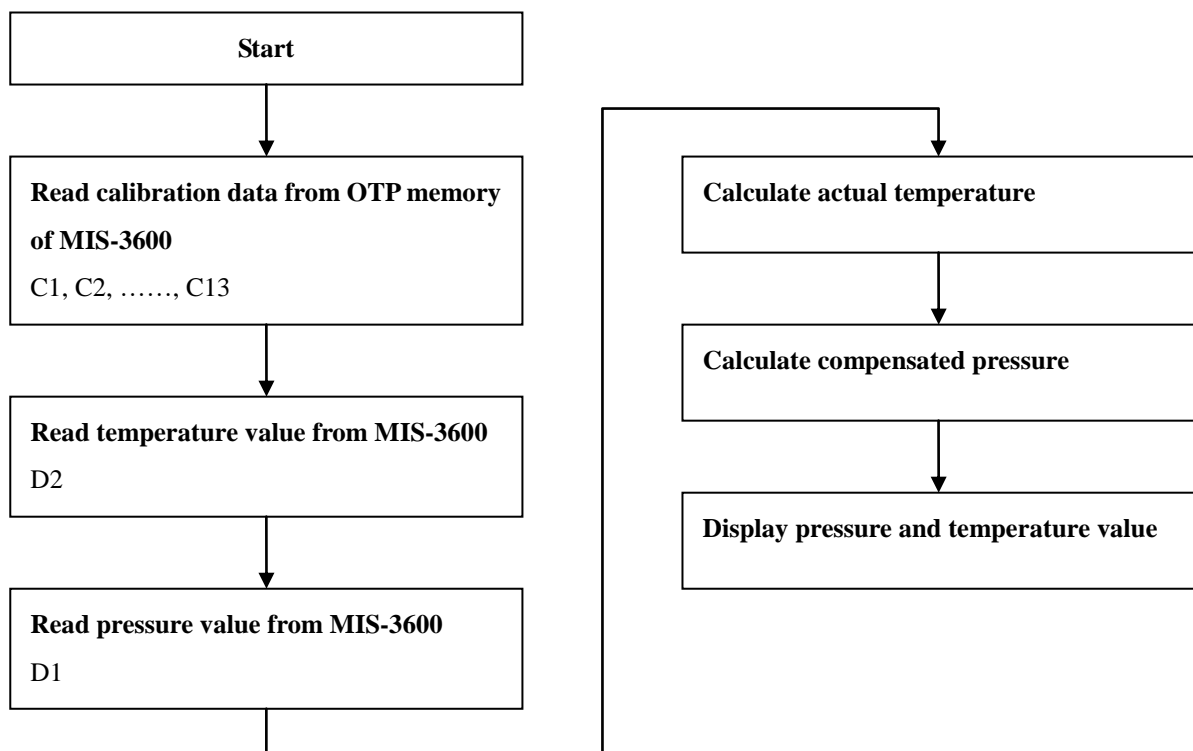 Start
Read calibration data from OTP memory
of MIS-3600
C1, C2, ……, C13
Read temperature value from MIS-3600
D2
Read pressure value from MIS-3600
D1
Calculate actual temperature
Calculate compensated pressure
Display pressure and temperature value